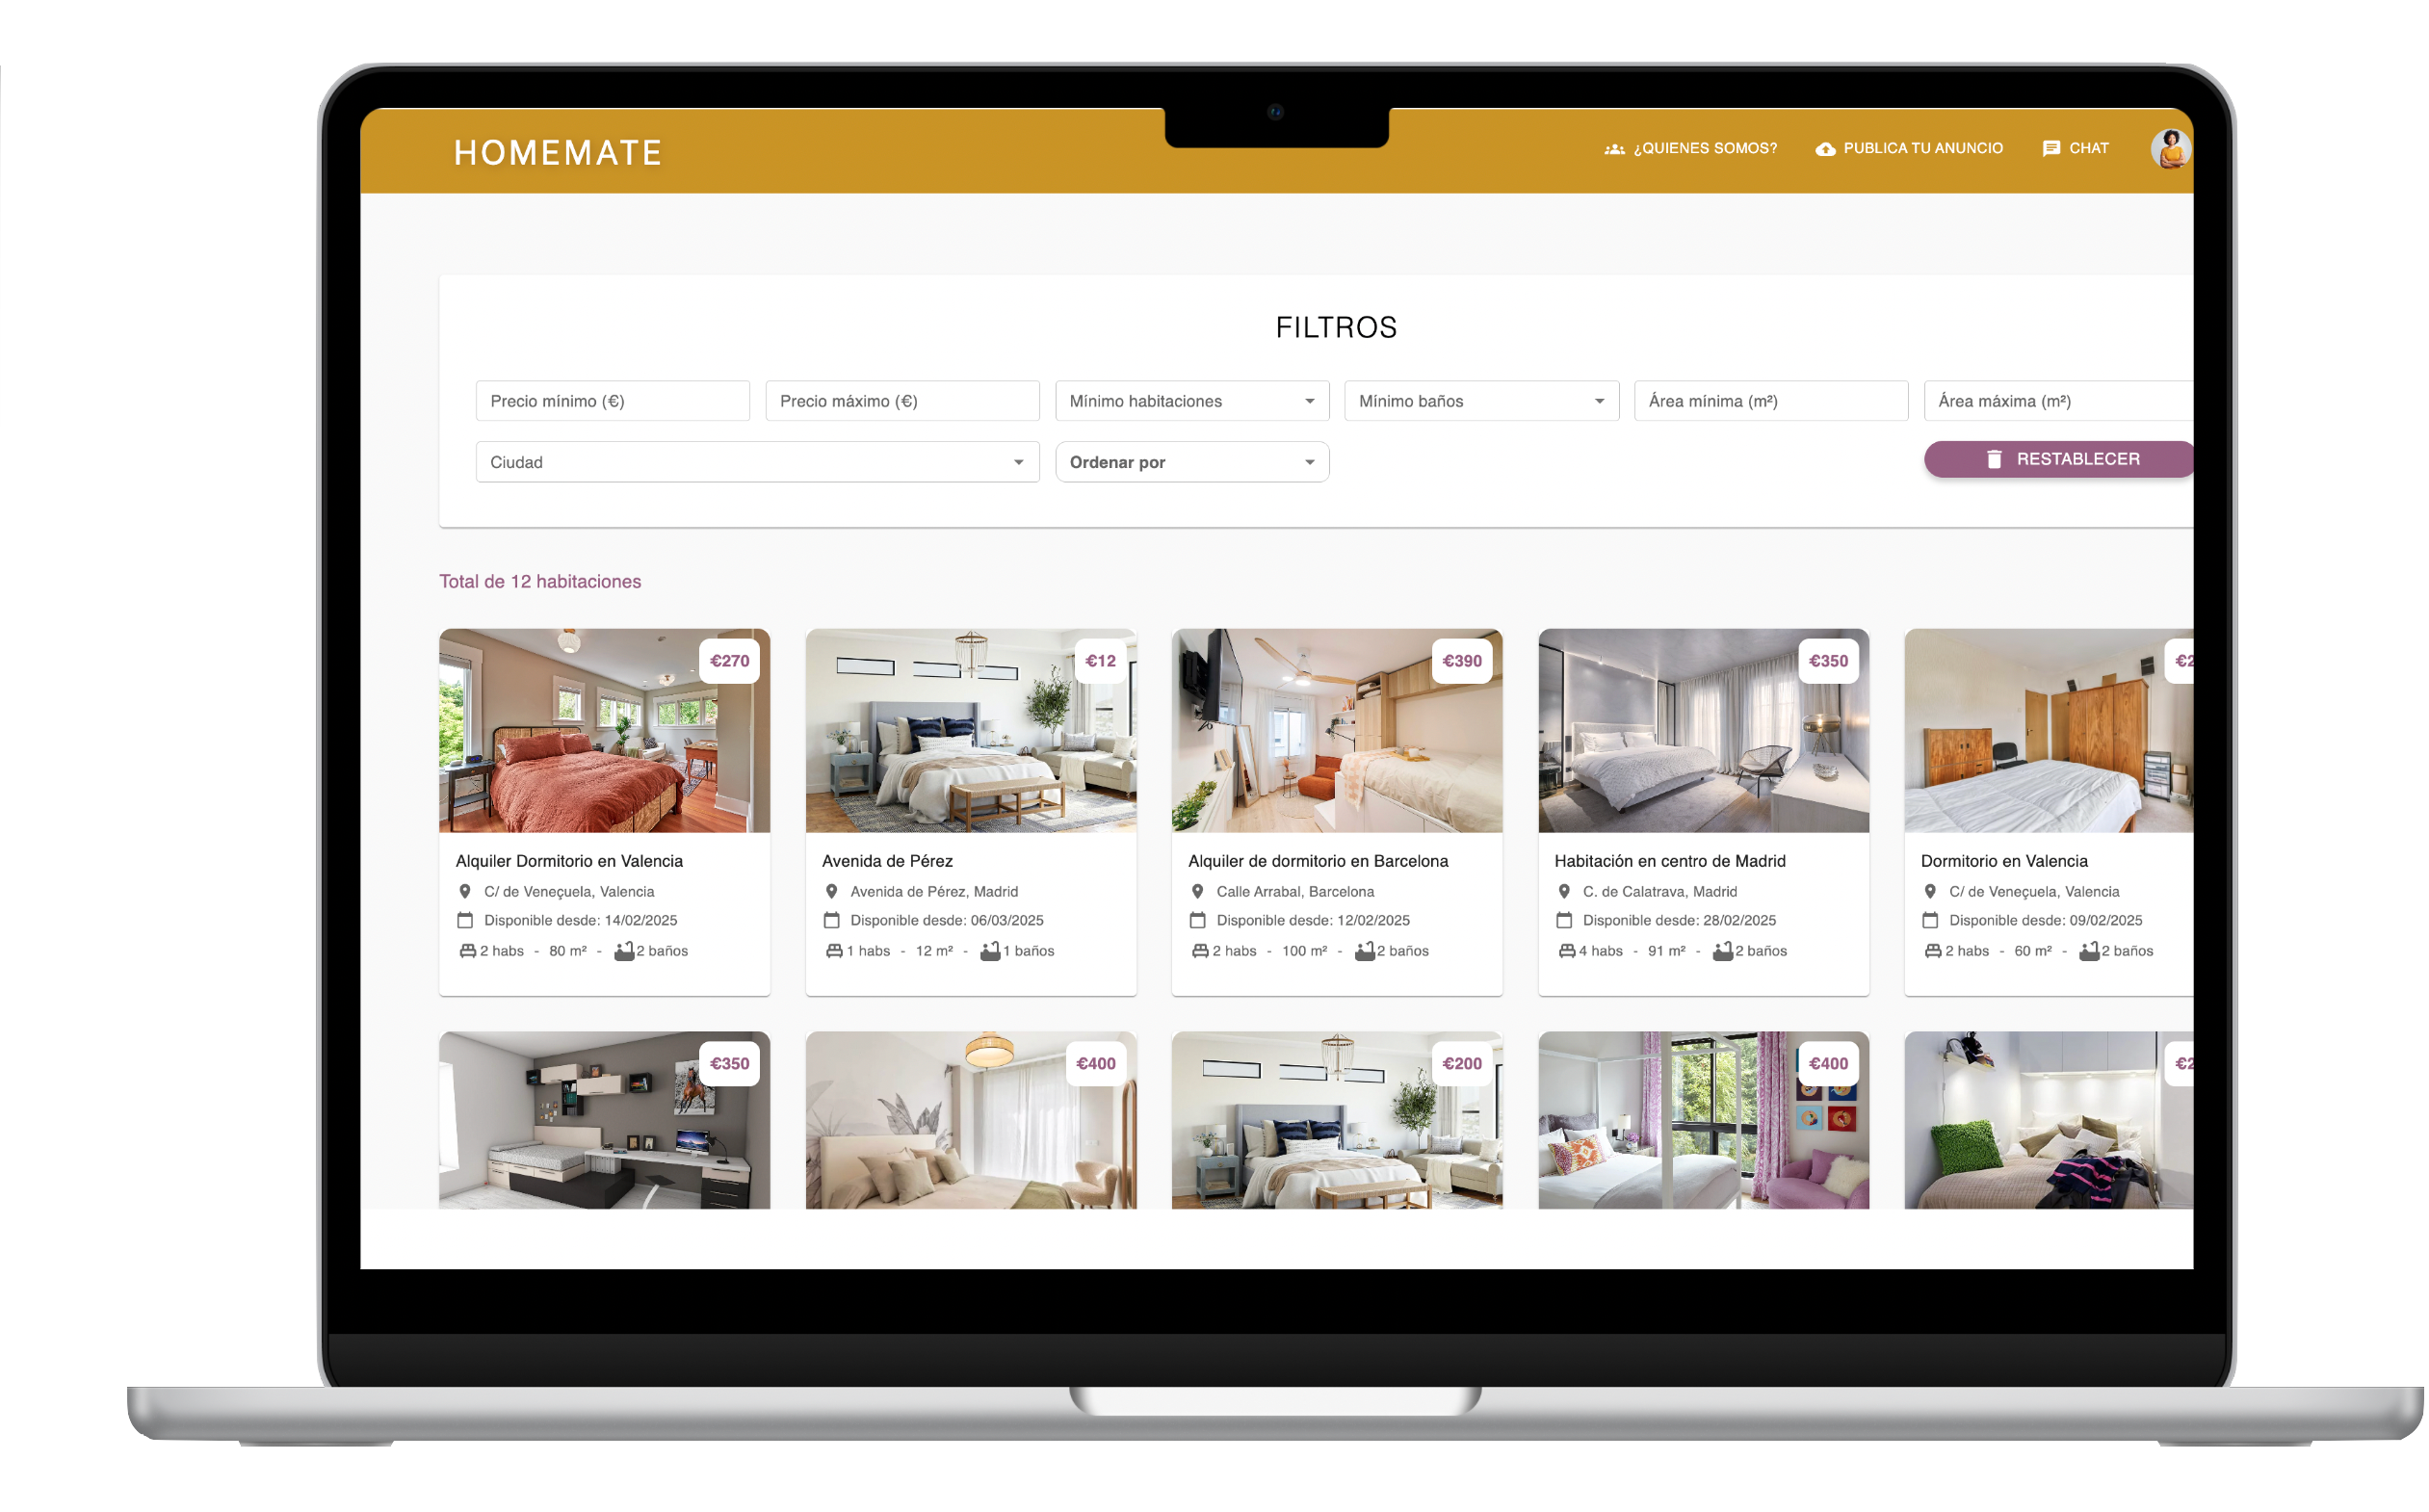 HOMEMATE
¿QUIENES SOMOS? PUBLICA TU ANUNCIO CHAT
FILTROS
Precio mínimo (€) Precio máximo (€) Mínimo habitaciones Mínimo baños Área mínima (m²) Área máxima (m²)
Ciudad Ordenar por RESTABLECER
Total de 12 habitaciones
€270 €12 €390 €350 €2
Alquiler Dormitorio en Valencia Avenida de Pérez Alquiler de dormitorio en Barcelona Habitación en centro de Madrid Dormitorio en Valencia
C/ de Veneçuela, Valencia Avenida de Pérez, Madrid Calle Arrabal, Barcelona C. de Calatrava, Madrid C/ de Veneçuela, Valencia
Disponible desde: 14/02/2025 Disponible desde: 06/03/2025 Disponible desde: 12/02/2025 Disponible desde: 28/02/2025 Disponible desde: 09/02/2025
2 habs - 80 m² - 2 baños 1 habs - 12 m² - 1 baños 2 habs - 100 m² - 2 baños 4 habs - 91 m² - 2 baños 2 habs - 60 m² - 2 baños
€350 €400 €200 €400 €2